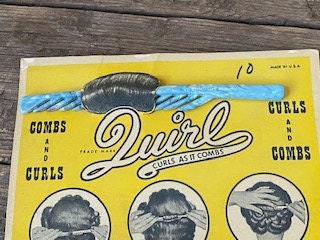 MADE IN U.S.A.
10
COMBS
AND
CURLS
TRADE MARK
Quirl
CURLS AS IT COMBS
CURLS
AND
COMBS